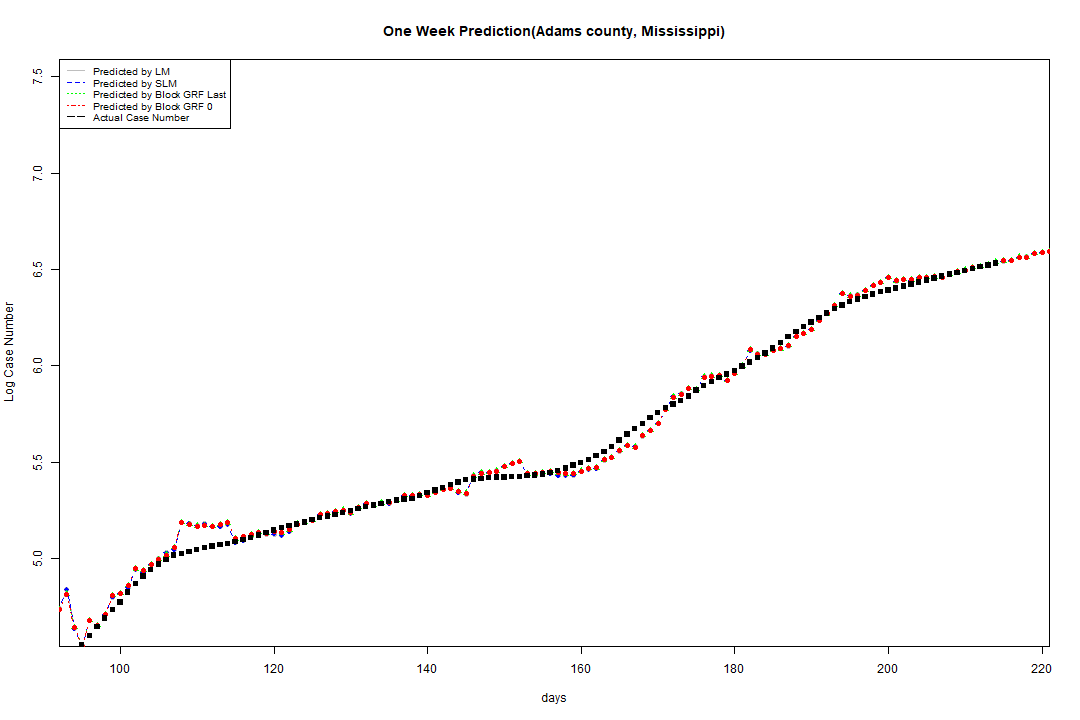 One Week Prediction(Adams county, Mississippi)
Predicted by LM
Predicted by SLM
Predicted by Block GRF Last
Predicted by Block GRF 0
Actual Case Number
Log Case Number
7.5
7.0
6.5
6.0
5.5
5.0
100 120 140 160 180 200 220
days